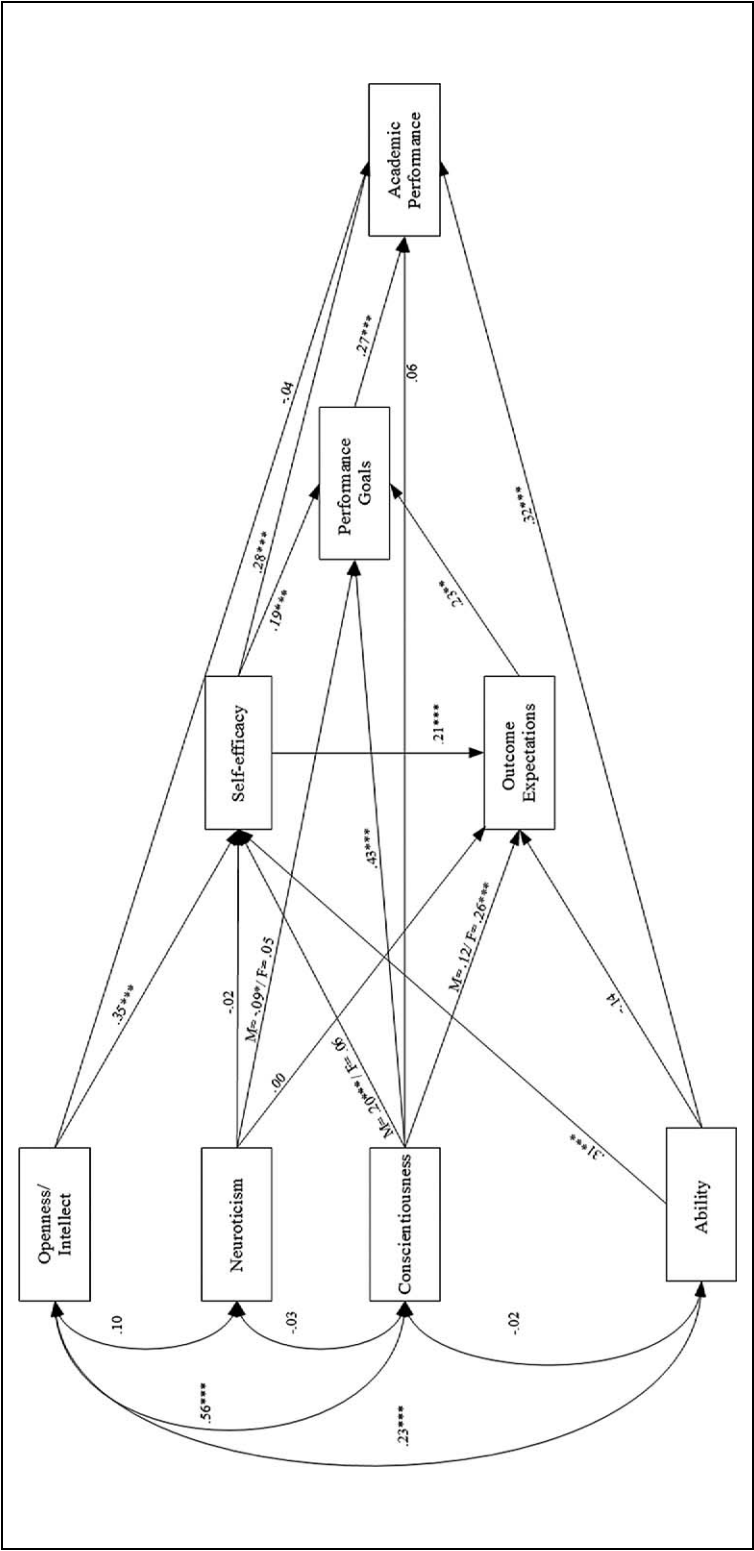 Openness/
Intellect
Neuroticism
Conscientiousness
Ability
Self-efficacy
Outcome
Expectations
Performance
Goals
Academic
Performance
.10
-.03
-.02
.56***
.23***
.35***
-.02
M= -.09*/ F= .05
.00
M= .20***/ F= .06
M= .12/ F= .26***
.43***
.31***
-.14
.21***
.19***
.28***
-.04
.23**
.27***
.06
.32***